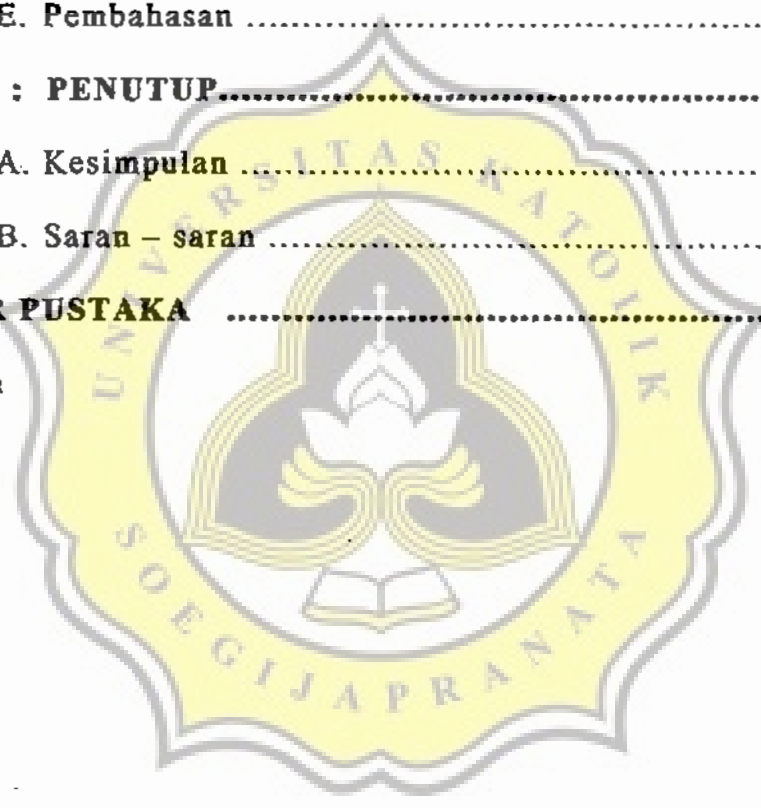 E. Pembahasan ........................................
: PENUTUP........................................
A. Kesimpulan ........................................
B. Saran – saran ........................................
PUSTAKA ........................................
UNIVERSITAS KATOLIK
SOEGIJAPRANATA